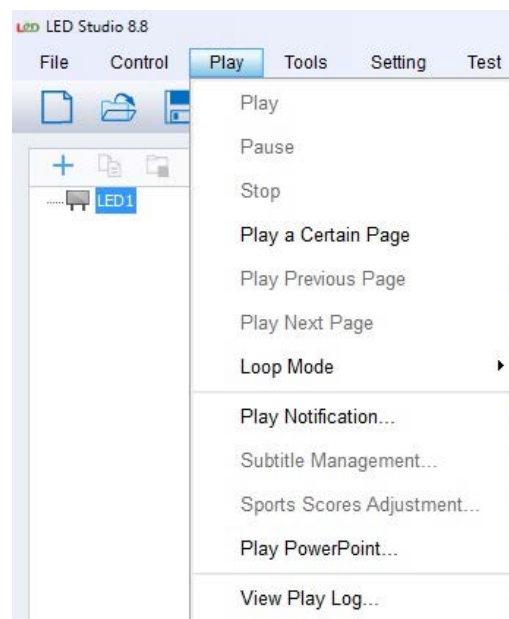 LED LED Studio 8.8
File Control Play Tools Setting Test
Play
Pause
LED1
Stop
Play a Certain Page
Play Previous Page
Play Next Page
Loop Mode
Play Notification...
Subtitle Management...
Sports Scores Adjustment...
Play PowerPoint...
View Play Log...